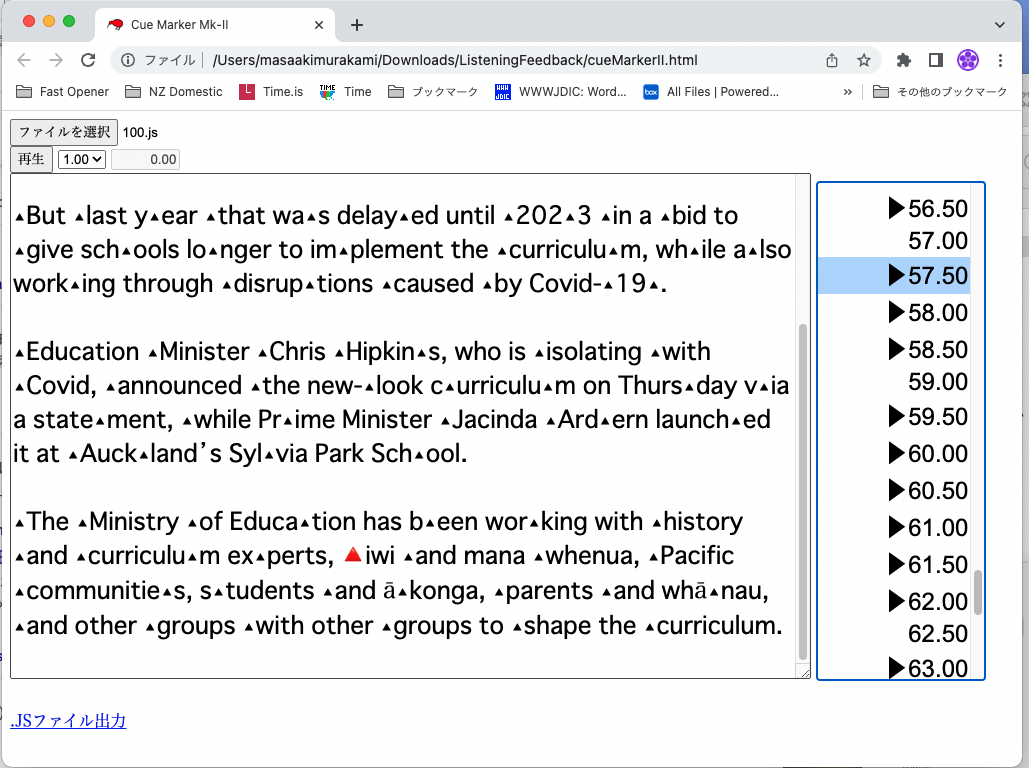 Cue Marker Mk-II
ファイル /Users/masaakimurakami/Downloads/ListeningFeedback/cueMarkerII.html
Fast Opener NZ Domestic Time.is Time ブックマーク WWWJDIC: Word... All Files | Powered... » その他のブックマーク
ファイルを選択 100.js
再生 1.00 0.00
▲But ▲last y▲ear ▲that wa▲s delay▲ed until ▲202▲3 ▲in a ▲bid to
▲give sch▲ools lo▲nger to im▲plement the ▲curriculu▲m, wh▲ile a▲lso
work▲ing through ▲disrup▲tions ▲caused ▲by Covid-▲19▲.
▲Education ▲Minister ▲Chris ▲Hipkin▲s, who is ▲isolating ▲with
▲Covid, ▲announced ▲the new-▲look c▲urriculu▲m on Thurs▲day v▲ia
a state▲ment, ▲while Pr▲ime Minister ▲Jacinda ▲Ard▲ern launch▲ed
it at ▲Auck▲land’s Syl▲via Park Sch▲ool.
▲The ▲Ministry ▲of Educa▲tion has b▲een wor▲king with ▲history
▲and ▲curriculu▲m ex▲perts, 🔺iwi ▲and mana ▲whenua, ▲Pacific
▲communitie▲s, s▲tudents ▲and ā▲konga, ▲parents ▲and whā▲nau,
▲and other ▲groups ▲with other ▲groups to ▲shape the ▲curriculum.
▶56.50
57.00
▶57.50
▶58.00
▶58.50
59.00
▶59.50
▶60.00
▶60.50
▶61.00
▶61.50
▶62.00
62.50
▶63.00
.JSファイル出力